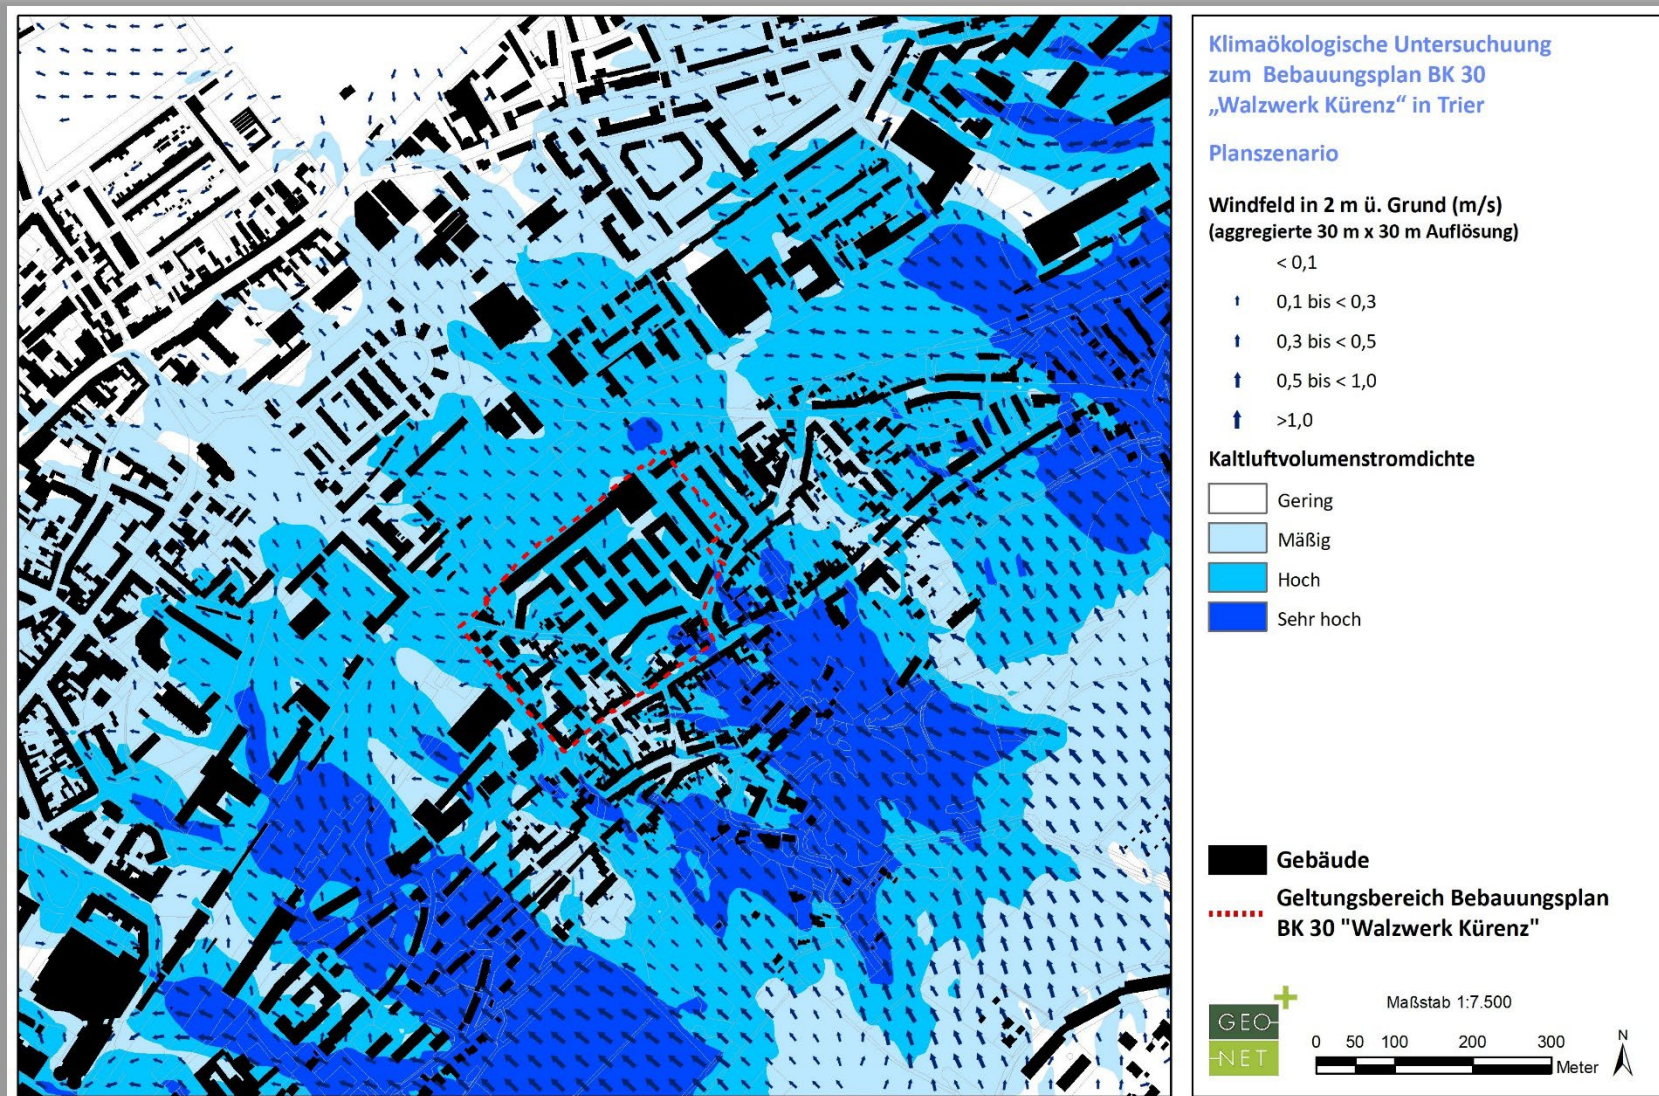 Klimaökologische Untersuchuung
zum Bebauungsplan BK 30
„Walzwerk Kürenz“ in Trier
Planszenario
Windfeld in 2 m ü. Grund (m/s)
(aggregierte 30 m x 30 m Auflösung)
< 0,1
0,1 bis < 0,3
0,3 bis < 0,5
0,5 bis < 1,0
>1,0
Kaltluftvolumenstromdichte
Gering
Mäßig
Hoch
Sehr hoch
Gebäude
Geltungsbereich Bebauungsplan
BK 30 "Walzwerk Kürenz"
GEO
NET
Maßstab 1:7.500
0 50 100 200 300
Meter
N